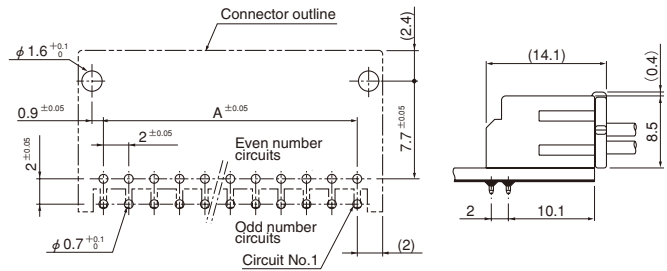 Connector outline
(2.4)
φ1.6 +0.1 0
(14.1)
(0.4)
0.9 ±0.05
A ±0.05
7.7 ±0.05
8.5
2 ±0.05
2 ±0.05
Even number
circuits
Odd number
circuits
2
10.1
φ0.7 +0.1 0
(2)
Circuit No.1